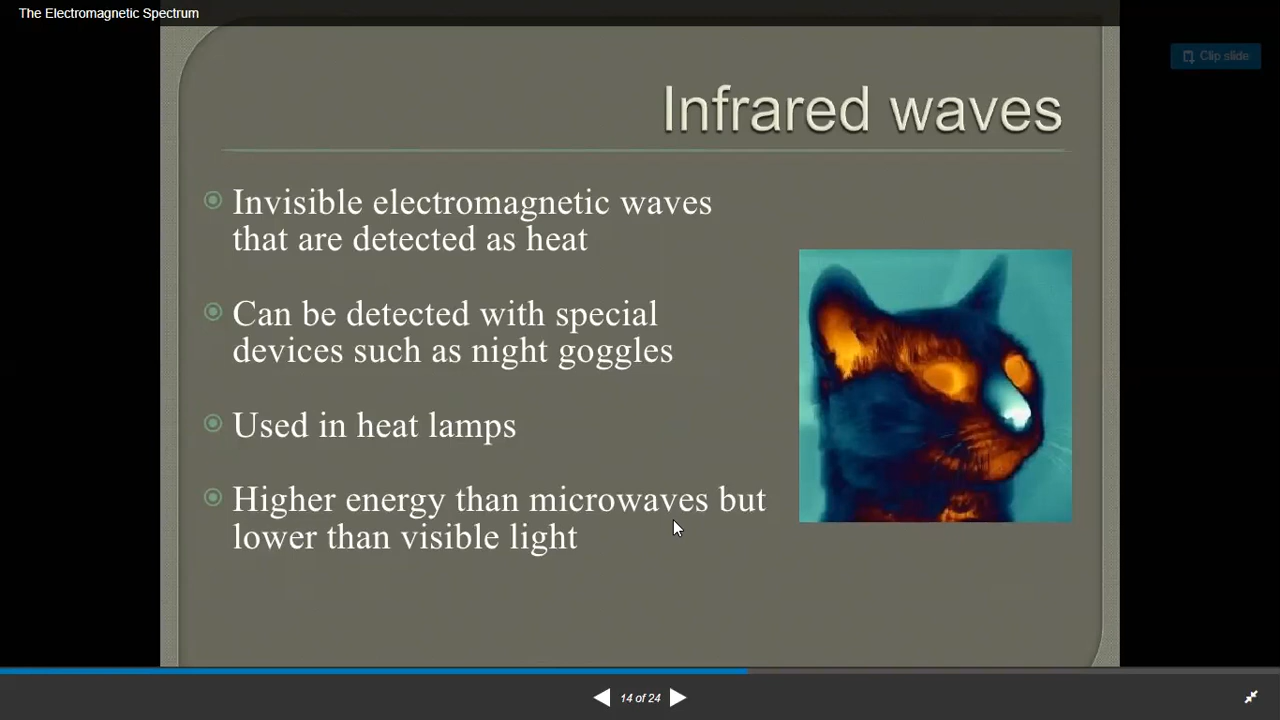 The Electromagnetic Spectrum
Clip slide
Infrared waves
Invisible electromagnetic waves
that are detected as heat
Can be detected with special
devices such as night goggles
Used in heat lamps
Higher energy than microwaves but
lower than visible light
14 of 24